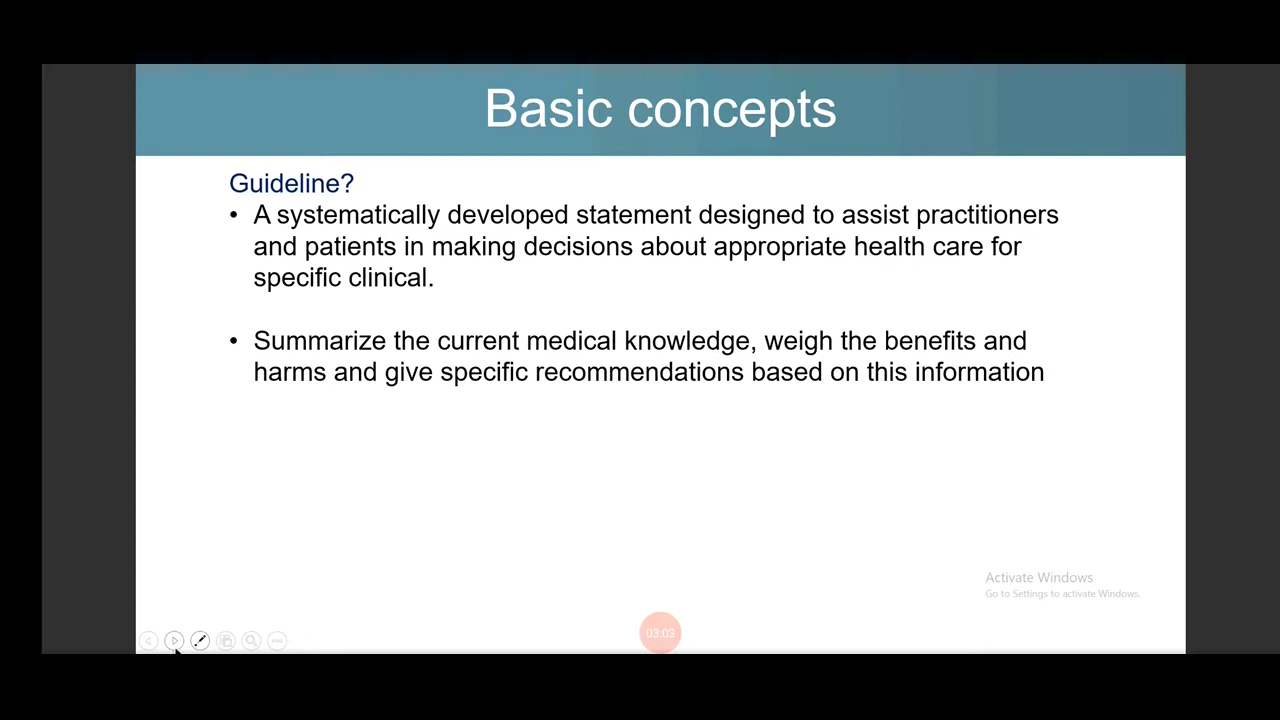 Basic concepts
Guideline?
• A systematically developed statement designed to assist practitioners
and patients in making decisions about appropriate health care for
specific clinical.
• Summarize the current medical knowledge, weigh the benefits and
harms and give specific recommendations based on this information
Activate Windows
Go to Settings to activate Windows.
03:03